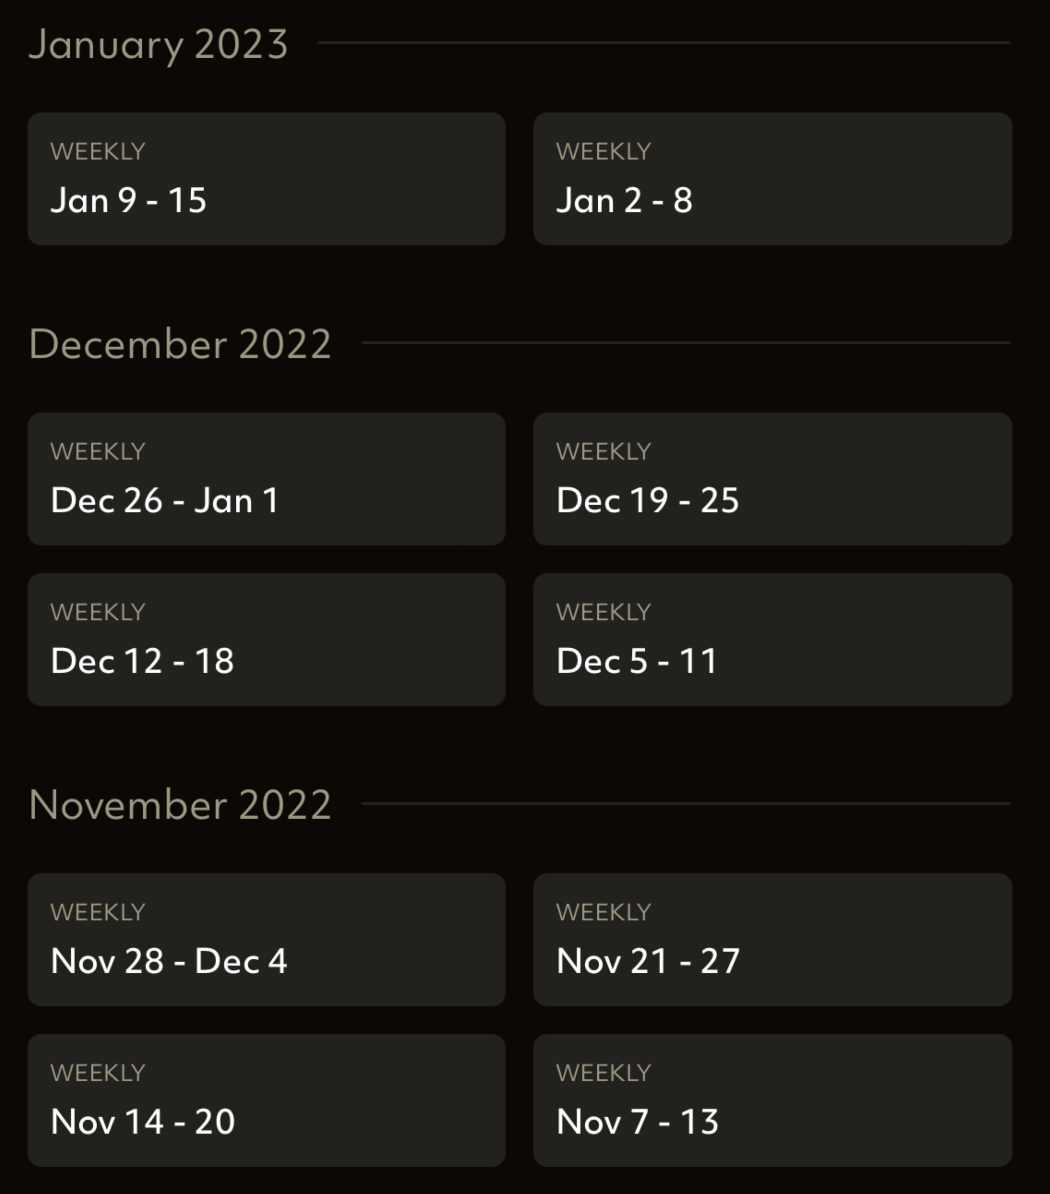 January 2023
WEEKLY
Jan 9 - 15
WEEKLY
Jan 2 - 8
December 2022
WEEKLY
Dec 26 - Jan 1
WEEKLY
Dec 19 - 25
WEEKLY
Dec 12 - 18
WEEKLY
Dec 5 - 11
November 2022
WEEKLY
Nov 28 - Dec 4
WEEKLY
Nov 21 - 27
WEEKLY
Nov 14 - 20
WEEKLY
Nov 7 - 13